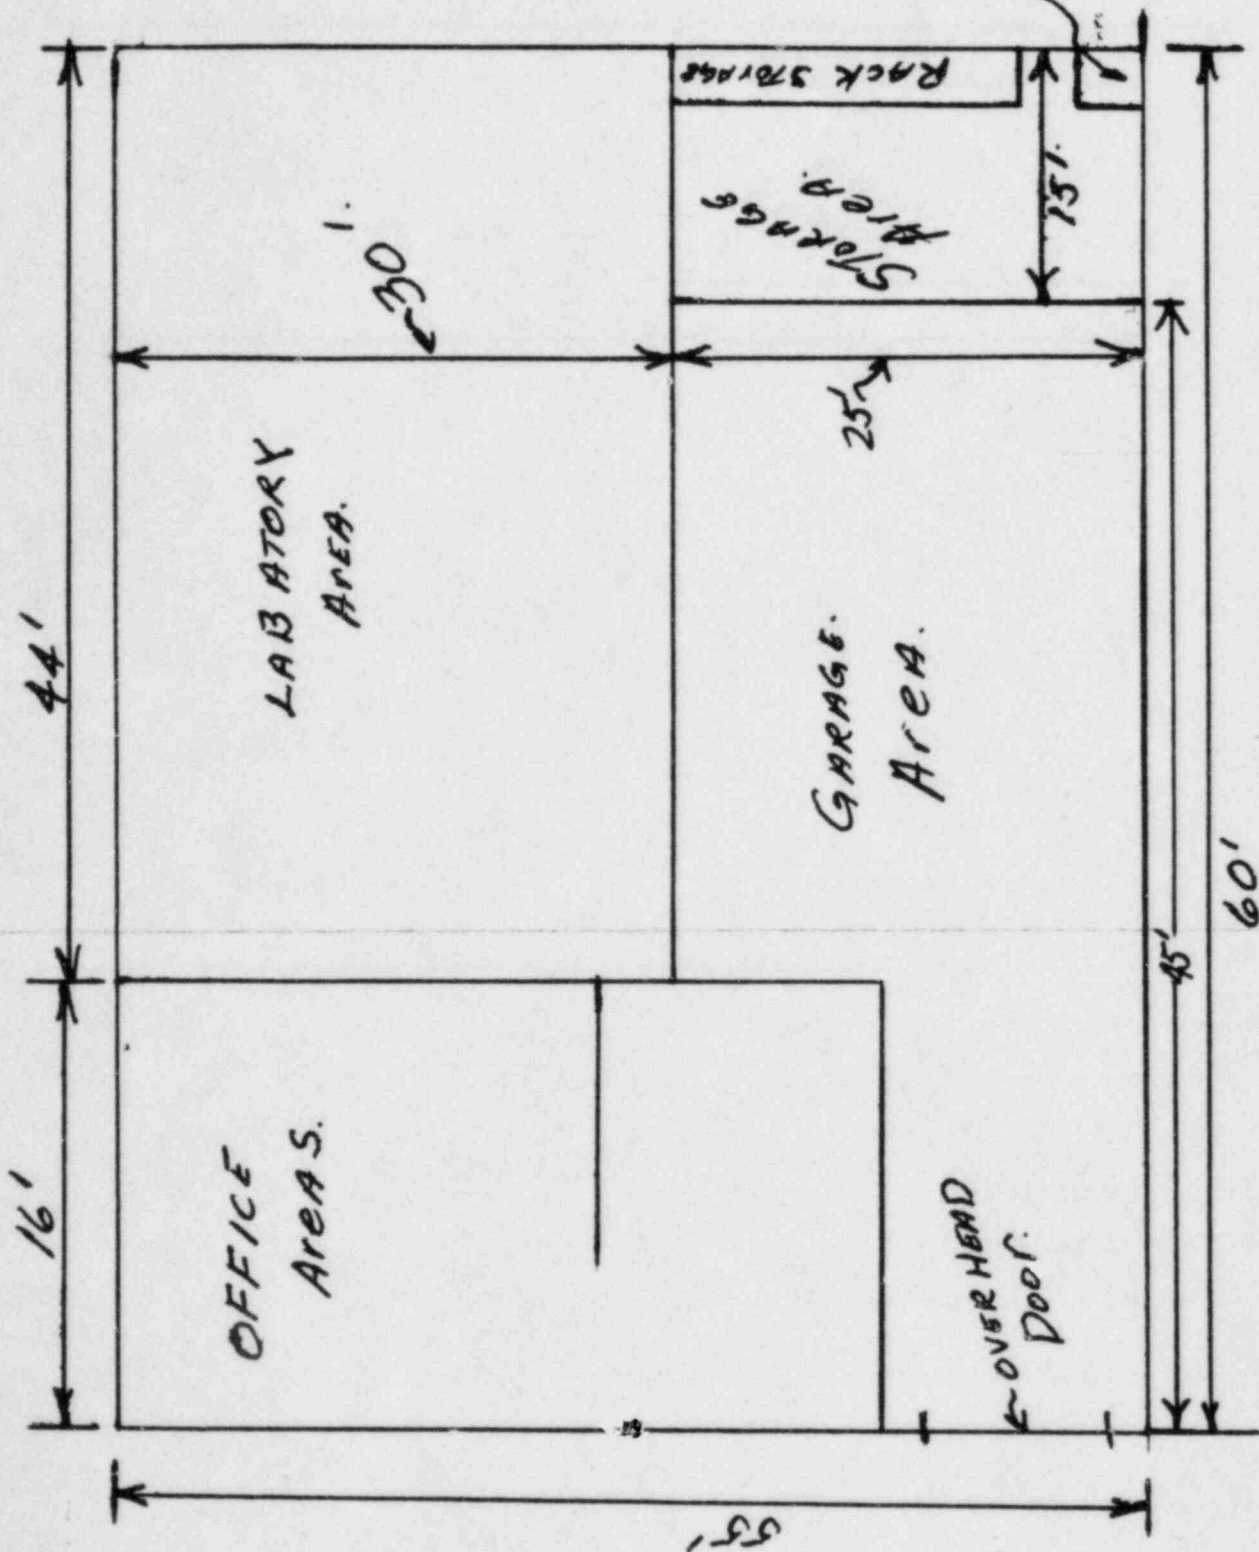 16'
44'
OFFICE
AreAS.
LABATORY
AreA.
30'.
RACK STOrAGE
STORAGE
AreA.
15'.
25'
GARAGE.
AreA.
OVERHEAD
DOOr.
55'
45'
60'